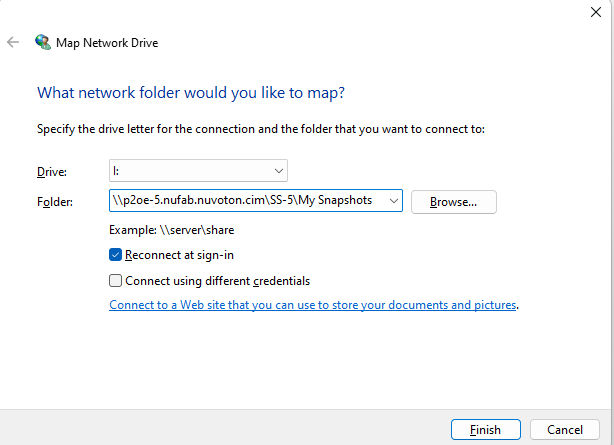 Map Network Drive
What network folder would you like to map?
Specify the drive letter for the connection and the folder that you want to connect to:
Drive: I:
Folder: \\p2oe-5.nufab.nuvoton.cim\SS-5\My Snapshots Browse...
Example: \\server\share
Reconnect at sign-in
Connect using different credentials
Connect to a Web site that you can use to store your documents and pictures.
Finish Cancel